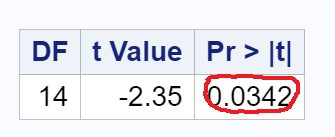 DF t Value Pr > |t|
14 -2.35 0.0342